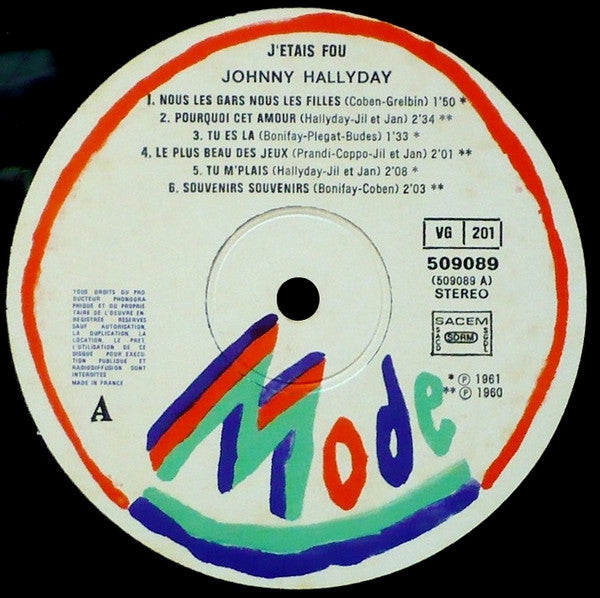 J'ETAIS FOU
JOHNNY HALLYDAY
1. NOUS LES GARS NOUS LES FILLES (Coben-Grelbin) 1'50 *
2. POURQUOI CET AMOUR (Hallyday-Jil et Jan) 2'34 **
3. TU ES LA (Bonifay-Plegat-Budes) 1'33 *
4. LE PLUS BEAU DES JEUX (Prandi-Coppo-Jil et Jan) 2'01 **
5. TU M'PLAIS (Hallyday-Jil et Jan) 2'08 *
6. SOUVENIRS SOUVENIRS (Bonifay-Coben) 2'03 **
VG 201
509089
(509089 A)
STEREO
TOUS DROITS DU PRO
DUCTEUR PHONOGRA
PHIQUE ET DU PROPRIE
TAIRE DE L'OEUVRE EN-
REGISTREE RESERVES
SAUF AUTORISATION,
LA DUPLICATION, LA
LOCATION, LE PRET,
L'UTILISATION DE CE
DISQUE POUR EXECU-
TION PUBLIQUE ET
RADIODIFFUSION SONT
INTERDITES
MADE IN FRANCE
SACEM
SACD SDRM SGDL
A
* ℗ 1961
** ℗ 1960
Mode